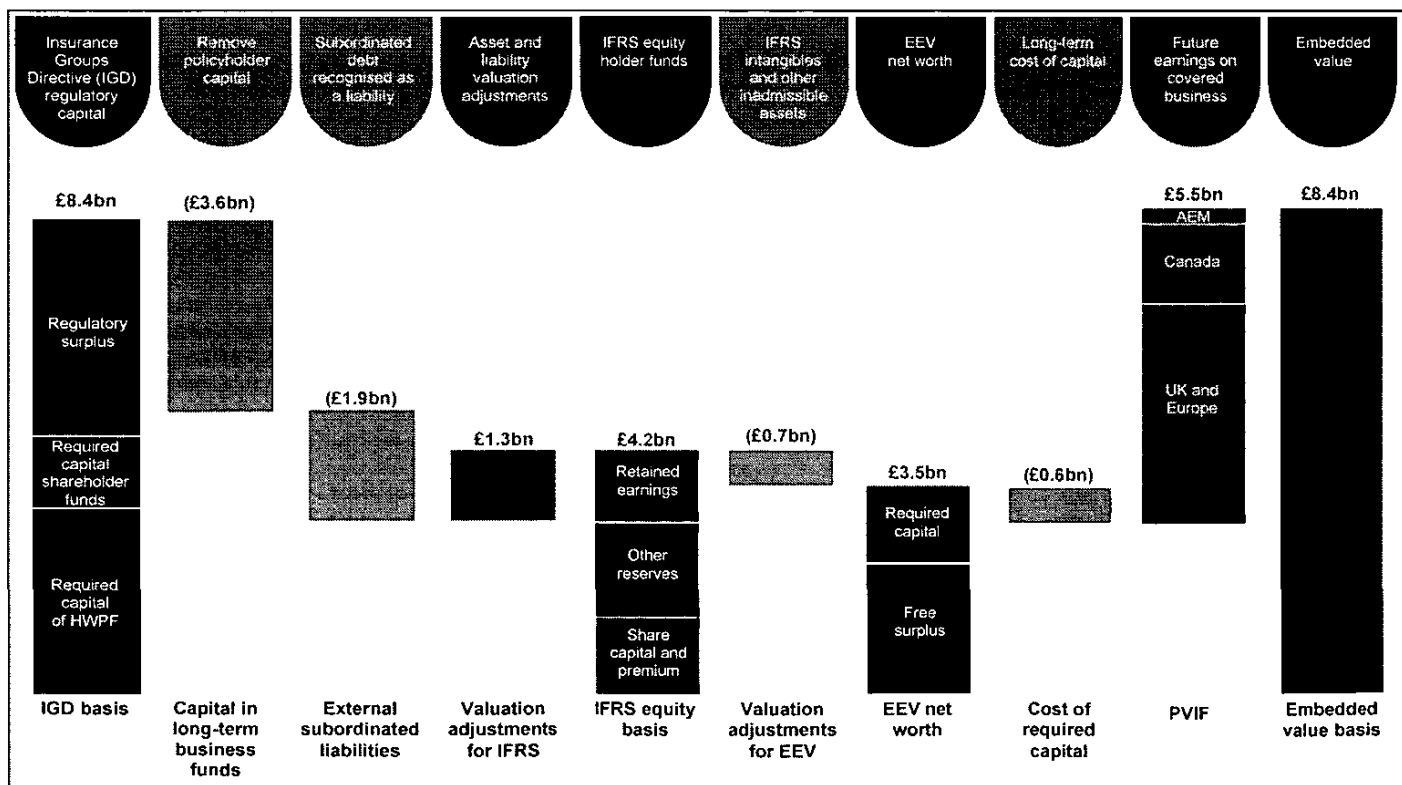 Insurance
Groups
Directive (IGD)
regulatory
capital
Remove
policyholder
capital
Subordinated
debt
recognised as
a liability
Asset and
liability
valuation
adjustments
IFRS equity
holder funds
IFRS
intangibles
and other
inadmissible
assets
EEV
net worth
Long-term
cost of capital
Future
earnings on
covered
business
Embedded
value
£8.4bn
Regulatory
surplus
Required
capital
shareholder
funds
Required
capital
of HWPF
IGD basis
(£3.6bn)
Capital in
long-term
business
funds
(£1.9bn)
External
subordinated
liabilities
£1.3bn
Valuation
adjustments
for IFRS
£4.2bn
Retained
earnings
Other
reserves
Share
capital and
premium
IFRS equity
basis
(£0.7bn)
Valuation
adjustments
for EEV
£3.5bn
Required
capital
Free
surplus
EEV net
worth
(£0.6bn)
Cost of
required
capital
£5.5bn
AEM
Canada
UK and
Europe
PVIF
£8.4bn
Embedded
value basis